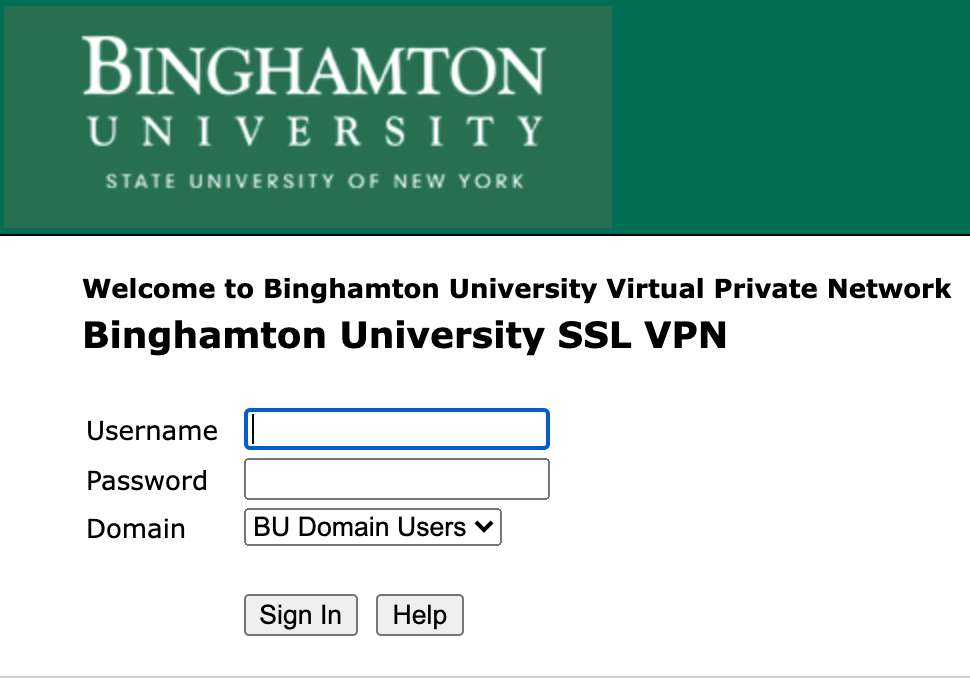 BINGHAMTON
UNIVERSITY
STATE UNIVERSITY OF NEW YORK
Welcome to Binghamton University Virtual Private Network
Binghamton University SSL VPN
Username
Password
Domain BU Domain Users
Sign In Help